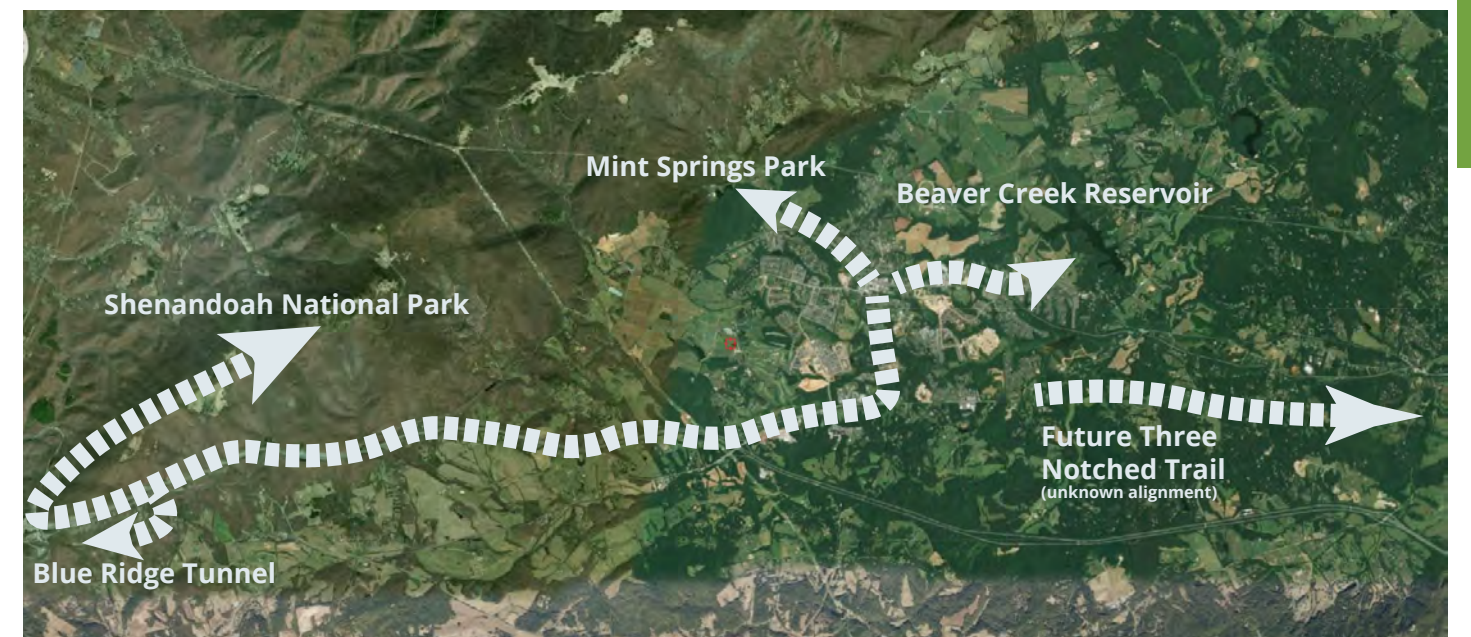 Mint Springs Park
Beaver Creek Reservoir
Shenandoah National Park
Future Three
Notched Trail
(unknown alignment)
Blue Ridge Tunnel